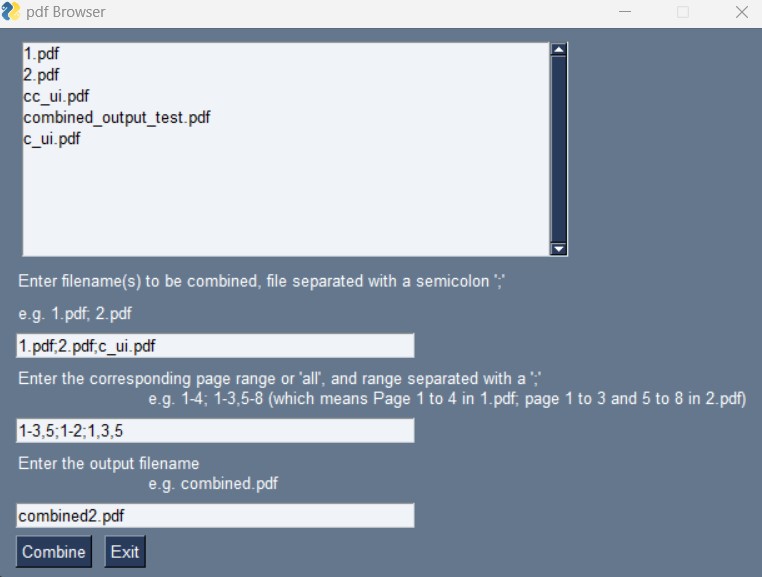 pdf Browser
1.pdf
2.pdf
cc_ui.pdf
combined_output_test.pdf
c_ui.pdf
Enter filename(s) to be combined, file separated with a semicolon ';'
e.g. 1.pdf; 2.pdf
1.pdf;2.pdf;c_ui.pdf
Enter the corresponding page range or 'all', and range separated with a ';'
e.g. 1-4; 1-3,5-8 (which means Page 1 to 4 in 1.pdf; page 1 to 3 and 5 to 8 in 2.pdf)
1-3,5;1-2;1,3,5
Enter the output filename
e.g. combined.pdf
combined2.pdf
Combine Exit